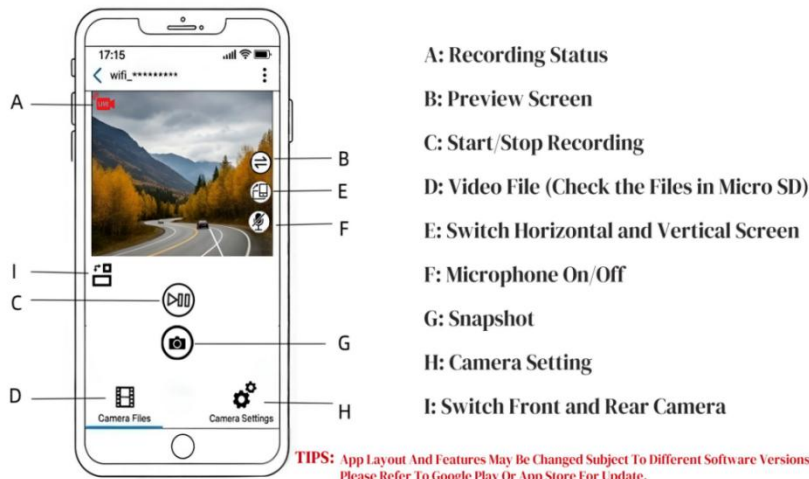 17:15
wifi_*********
LIVE
A
B
E
F
I
C
G
D
H
Camera Files
Camera Settings
A: Recording Status
B: Preview Screen
C: Start/Stop Recording
D: Video File (Check the Files in Micro SD)
E: Switch Horizontal and Vertical Screen
F: Microphone On/Off
G: Snapshot
H: Camera Setting
I: Switch Front and Rear Camera
TIPS: App Layout And Features May Be Changed Subject To Different Software Versions
Please Refer To Google Play Or App Store For Update.